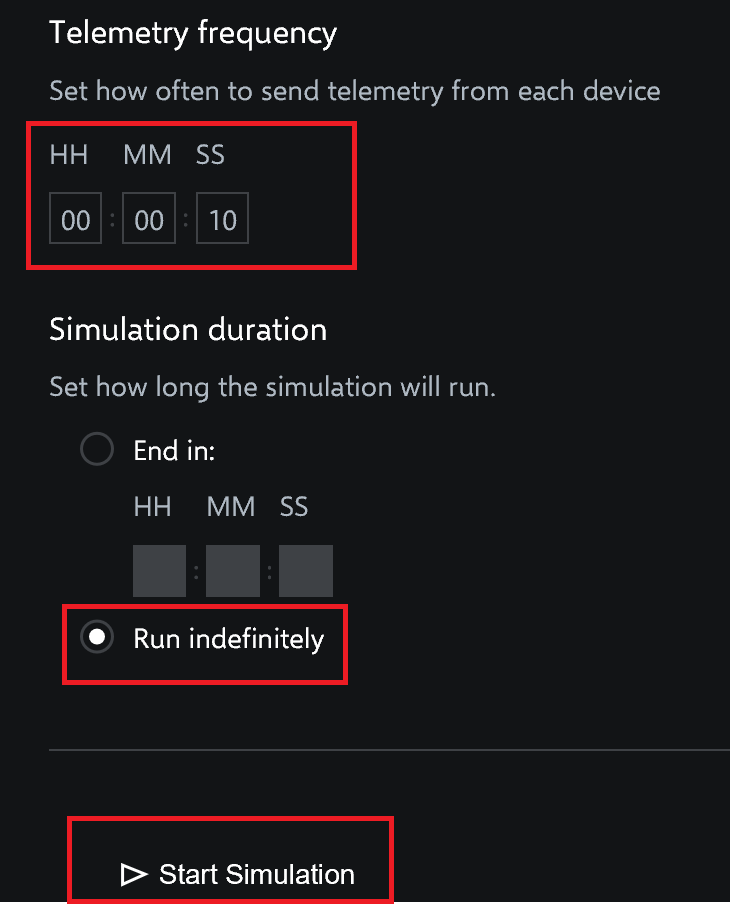 Telemetry frequency
Set how often to send telemetry from each device
HH MM SS
00 : 00 : 10
Simulation duration
Set how long the simulation will run.
End in:
HH MM SS
: :
Run indefinitely
Start Simulation